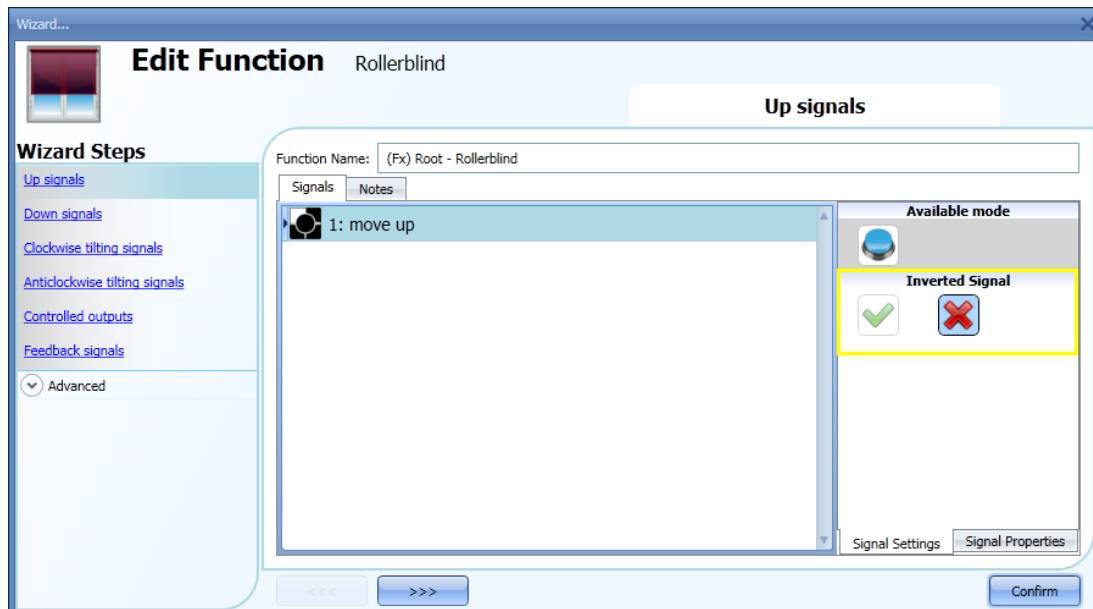 Wizard...
Edit Function Rollerblind
Up signals
Wizard Steps
Up signals
Down signals
Clockwise tilting signals
Anticlockwise tilting signals
Controlled outputs
Feedback signals
Advanced
Function Name: (Fx) Root - Rollerblind
Signals Notes
1: move up
Available mode
Inverted Signal
Signal Settings Signal Properties
<<< >>> Confirm